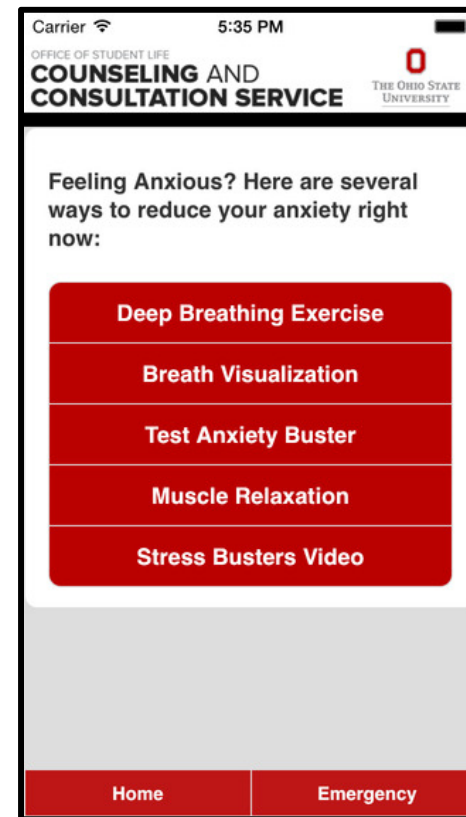 Carrier 5:35 PM
OFFICE OF STUDENT LIFE
COUNSELING AND
CONSULTATION SERVICE
O
THE OHIO STATE
UNIVERSITY
Feeling Anxious? Here are several
ways to reduce your anxiety right
now:
Deep Breathing Exercise
Breath Visualization
Test Anxiety Buster
Muscle Relaxation
Stress Busters Video
Home Emergency